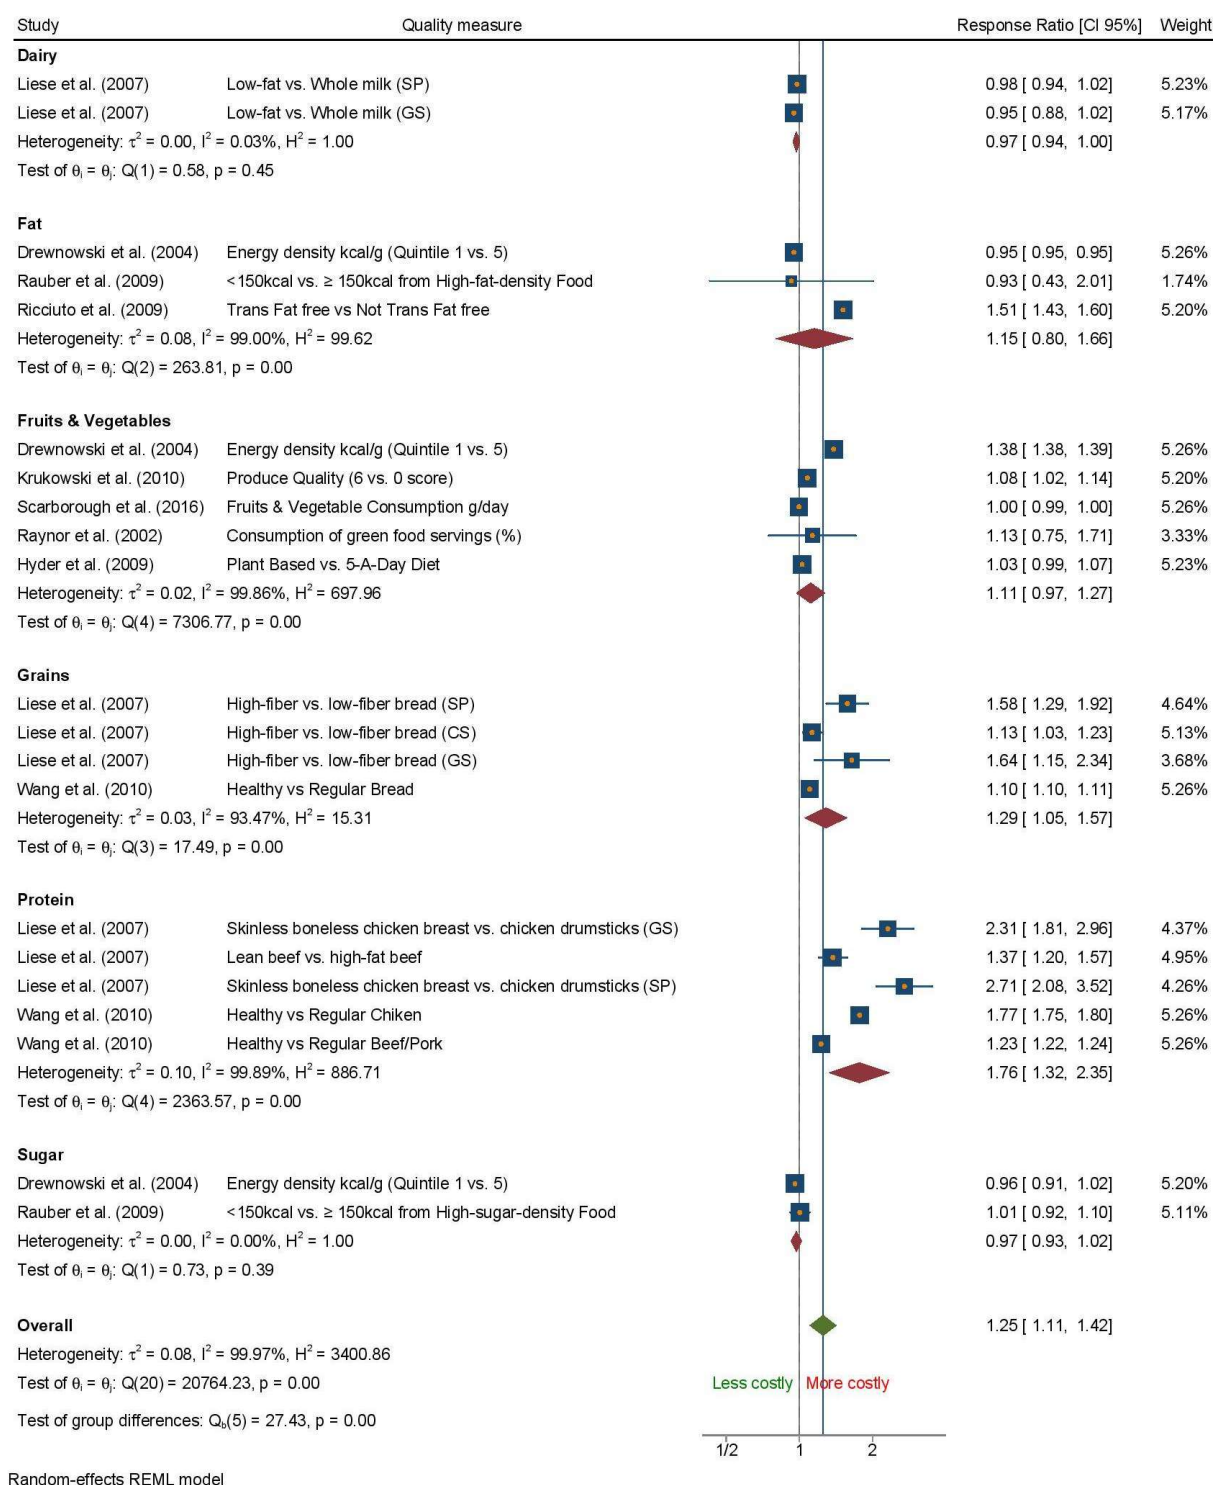 Study Quality measure Response Ratio [CI 95%] Weight
Dairy
Liese et al. (2007) Low-fat vs. Whole milk (SP) 0.98 [ 0.94, 1.02] 5.23%
Liese et al. (2007) Low-fat vs. Whole milk (GS) 0.95 [ 0.88, 1.02] 5.17%
Heterogeneity: τ² = 0.00, I² = 0.03%, H² = 1.00 0.97 [ 0.94, 1.00]
Test of θᵢ = θⱼ: Q(1) = 0.58, p = 0.45
Fat
Drewnowski et al. (2004) Energy density kcal/g (Quintile 1 vs. 5) 0.95 [ 0.95, 0.95] 5.26%
Rauber et al. (2009) <150kcal vs. ≥ 150kcal from High-fat-density Food 0.93 [ 0.43, 2.01] 1.74%
Ricciuto et al. (2009) Trans Fat free vs Not Trans Fat free 1.51 [ 1.43, 1.60] 5.20%
Heterogeneity: τ² = 0.08, I² = 99.00%, H² = 99.62 1.15 [ 0.80, 1.66]
Test of θᵢ = θⱼ: Q(2) = 263.81, p = 0.00
Fruits & Vegetables
Drewnowski et al. (2004) Energy density kcal/g (Quintile 1 vs. 5) 1.38 [ 1.38, 1.39] 5.26%
Krukowski et al. (2010) Produce Quality (6 vs. 0 score) 1.08 [ 1.02, 1.14] 5.20%
Scarborough et al. (2016) Fruits & Vegetable Consumption g/day 1.00 [ 0.99, 1.00] 5.26%
Raynor et al. (2002) Consumption of green food servings (%) 1.13 [ 0.75, 1.71] 3.33%
Hyder et al. (2009) Plant Based vs. 5-A-Day Diet 1.03 [ 0.99, 1.07] 5.23%
Heterogeneity: τ² = 0.02, I² = 99.86%, H² = 697.96 1.11 [ 0.97, 1.27]
Test of θᵢ = θⱼ: Q(4) = 7306.77, p = 0.00
Grains
Liese et al. (2007) High-fiber vs. low-fiber bread (SP) 1.58 [ 1.29, 1.92] 4.64%
Liese et al. (2007) High-fiber vs. low-fiber bread (CS) 1.13 [ 1.03, 1.23] 5.13%
Liese et al. (2007) High-fiber vs. low-fiber bread (GS) 1.64 [ 1.15, 2.34] 3.68%
Wang et al. (2010) Healthy vs Regular Bread 1.10 [ 1.10, 1.11] 5.26%
Heterogeneity: τ² = 0.03, I² = 93.47%, H² = 15.31 1.29 [ 1.05, 1.57]
Test of θᵢ = θⱼ: Q(3) = 17.49, p = 0.00
Protein
Liese et al. (2007) Skinless boneless chicken breast vs. chicken drumsticks (GS) 2.31 [ 1.81, 2.96] 4.37%
Liese et al. (2007) Lean beef vs. high-fat beef 1.37 [ 1.20, 1.57] 4.95%
Liese et al. (2007) Skinless boneless chicken breast vs. chicken drumsticks (SP) 2.71 [ 2.08, 3.52] 4.26%
Wang et al. (2010) Healthy vs Regular Chiken 1.77 [ 1.75, 1.80] 5.26%
Wang et al. (2010) Healthy vs Regular Beef/Pork 1.23 [ 1.22, 1.24] 5.26%
Heterogeneity: τ² = 0.10, I² = 99.89%, H² = 886.71 1.76 [ 1.32, 2.35]
Test of θᵢ = θⱼ: Q(4) = 2363.57, p = 0.00
Sugar
Drewnowski et al. (2004) Energy density kcal/g (Quintile 1 vs. 5) 0.96 [ 0.91, 1.02] 5.20%
Rauber et al. (2009) <150kcal vs. ≥ 150kcal from High-sugar-density Food 1.01 [ 0.92, 1.10] 5.11%
Heterogeneity: τ² = 0.00, I² = 0.00%, H² = 1.00 0.97 [ 0.93, 1.02]
Test of θᵢ = θⱼ: Q(1) = 0.73, p = 0.39
Overall 1.25 [ 1.11, 1.42]
Heterogeneity: τ² = 0.08, I² = 99.97%, H² = 3400.86
Test of θᵢ = θⱼ: Q(20) = 20764.23, p = 0.00 Less costly More costly
Test of group differences: Q_b(5) = 27.43, p = 0.00
1/2 1 2
Random-effects REML model